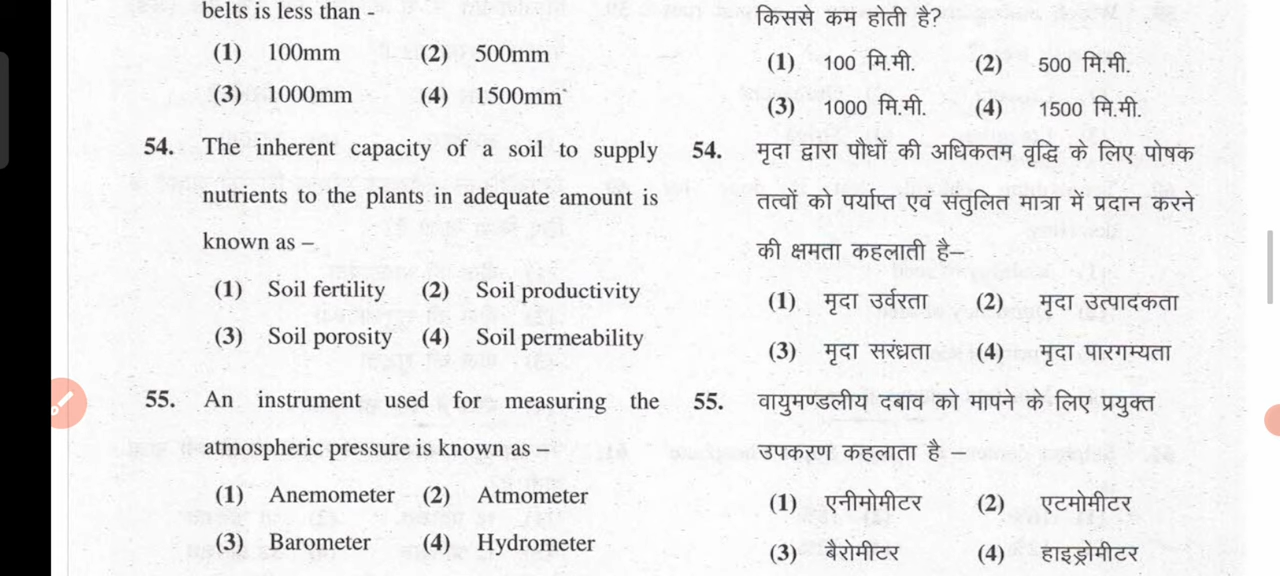 belts is less than -
(1) 100mm (2) 500mm
(3) 1000mm (4) 1500mm
54. The inherent capacity of a soil to supply
nutrients to the plants in adequate amount is
known as –
(1) Soil fertility (2) Soil productivity
(3) Soil porosity (4) Soil permeability
55. An instrument used for measuring the
atmospheric pressure is known as –
(1) Anemometer (2) Atmometer
(3) Barometer (4) Hydrometer
किससे कम होती है?
(1) 100 मि.मी. (2) 500 मि.मी.
(3) 1000 मि.मी. (4) 1500 मि.मी.
54. मृदा द्वारा पौधों की अधिकतम वृद्धि के लिए पोषक
तत्वों को पर्याप्त एवं संतुलित मात्रा में प्रदान करने
की क्षमता कहलाती है–
(1) मृदा उर्वरता (2) मृदा उत्पादकता
(3) मृदा सरंध्रता (4) मृदा पारगम्यता
55. वायुमण्डलीय दबाव को मापने के लिए प्रयुक्त
उपकरण कहलाता है –
(1) एनीमोमीटर (2) एटमोमीटर
(3) बैरोमीटर (4) हाइड्रोमीटर